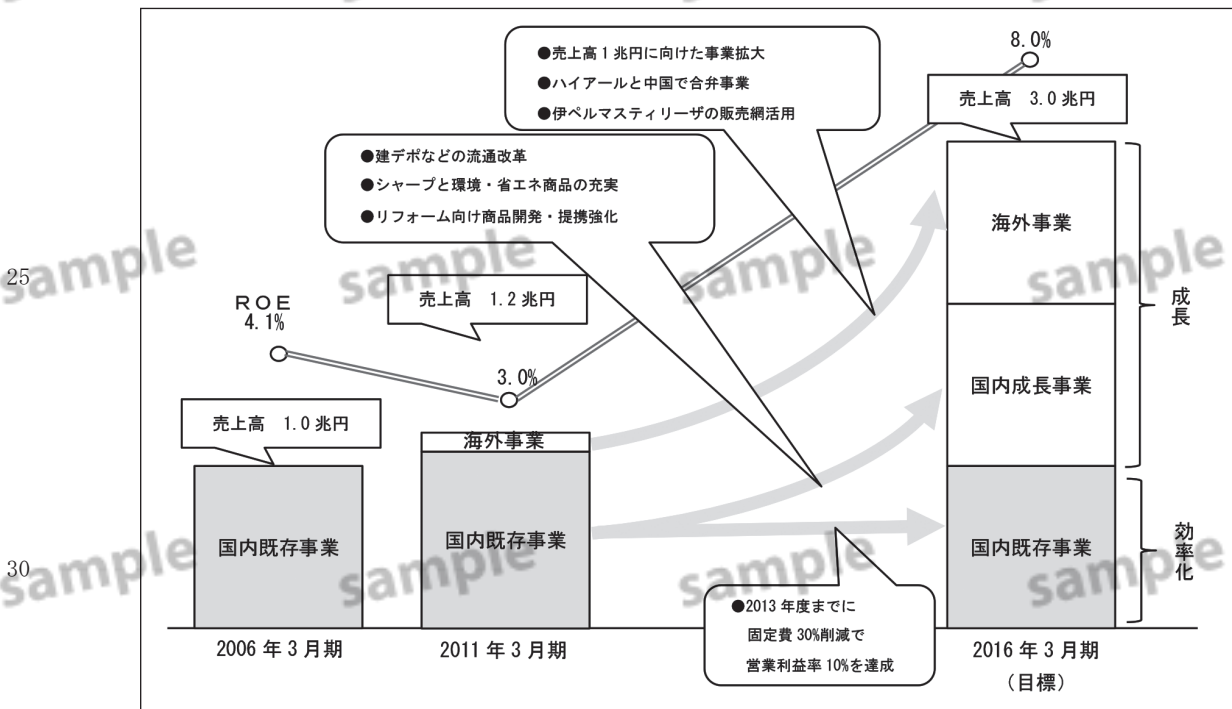 8.0%
●売上高1兆円に向けた事業拡大
●ハイアールと中国で合弁事業
●伊ペルマスティリーザの販売網活用
売上高 3.0兆円
●建デポなどの流通改革
●シャープと環境・省エネ商品の充実
●リフォーム向け商品開発・提携強化
海外事業
sample
sample
sample
sample
25
売上高 1.2兆円
成長
ROE
4.1%
3.0%
国内成長事業
売上高 1.0兆円
海外事業
国内既存事業
国内既存事業
国内既存事業
効率化
sample
sample
sample
sample
30
●2013年度までに
固定費30%削減で
営業利益率10%を達成
2006年3月期
2011年3月期
2016年3月期
(目標)